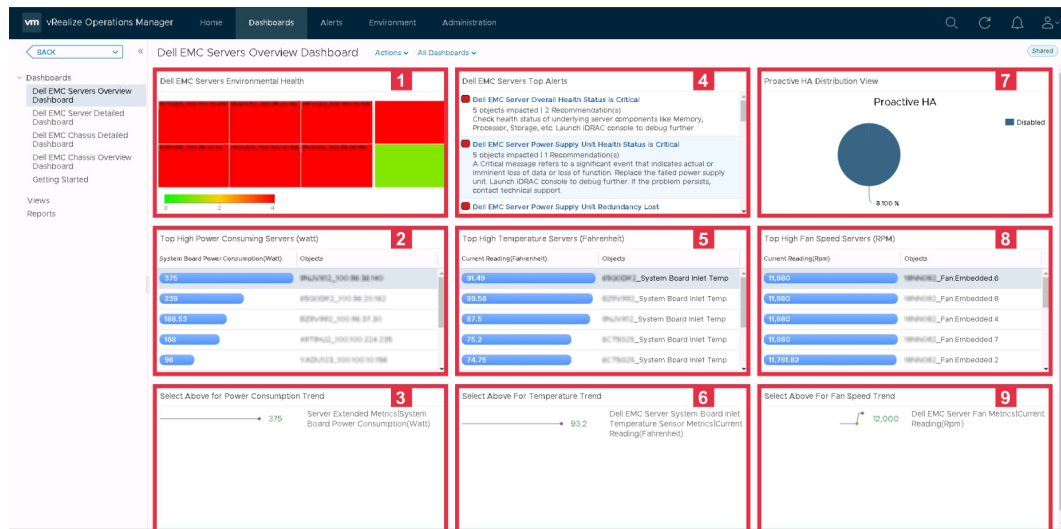 vm vRealize Operations Manager Home Dashboards Alerts Environment Administration
BACK
Dell EMC Servers Overview Dashboard Actions All Dashboards Shared
Dashboards
Dell EMC Servers Overview
Dashboard
Dell EMC Server Detailed
Dashboard
Dell EMC Chassis Detailed
Dashboard
Dell EMC Chassis Overview
Dashboard
Getting Started
Views
Reports
Dell EMC Servers Environmental Health 1
0 2 4
Dell EMC Servers Top Alerts 4
Dell EMC Server Overall Health Status is Critical
5 objects impacted | 2 Recommendation(s)
Check health status of underlying server components like Memory,
Processor, Storage, etc. Launch iDRAC console to debug further.
Dell EMC Server Power Supply Unit Health Status is Critical
5 objects impacted | 1 Recommendation(s)
A Critical message refers to a significant event that indicates actual or
imminent loss of data or loss of function. Replace the failed power supply
unit. Launch iDRAC console to debug further. If the problem persists,
contact technical support.
Dell EMC Server Power Supply Unit Redundancy Lost
Proactive HA Distribution View 7
Proactive HA
Disabled
8 100 %
Top High Power Consuming Servers (watt) 2
System Board Power Consumption(Watt) Objects
375
238
188.53
188
96
Top High Temperature Servers (Fahrenheit) 5
Current Reading(Fahrenheit) Objects
91.49 _System Board Inlet Temp
89.56 _System Board Inlet Temp
87.5 _System Board Inlet Temp
75.2 _System Board Inlet Temp
74.75 _System Board Inlet Temp
Top High Fan Speed Servers (RPM) 8
Current Reading(Rpm) Objects
11,880 _Fan.Embedded.6
11,880 _Fan.Embedded.8
11,880 _Fan.Embedded.4
11,880 _Fan.Embedded.7
11,781.82 _Fan.Embedded.2
Select Above for Power Consumption Trend 3
375 Server Extended Metrics|System
Board Power Consumption(Watt)
Select Above For Temperature Trend 6
93.2 Dell EMC Server System Board Inlet
Temperature Sensor Metrics|Current
Reading(Fahrenheit)
Select Above For Fan Speed Trend 9
12,000 Dell EMC Server Fan Metrics|Current
Reading(Rpm)